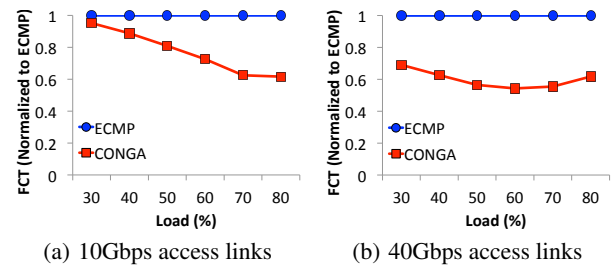 FCT (Normalized to ECMP)
1
0.8
0.6
0.4
0.2
0
ECMP
CONGA
30 40 50 60 70 80
Load (%)
(a) 10Gbps access links
FCT (Normalized to ECMP)
1
0.8
0.6
0.4
0.2
0
ECMP
CONGA
30 40 50 60 70 80
Load (%)
(b) 40Gbps access links